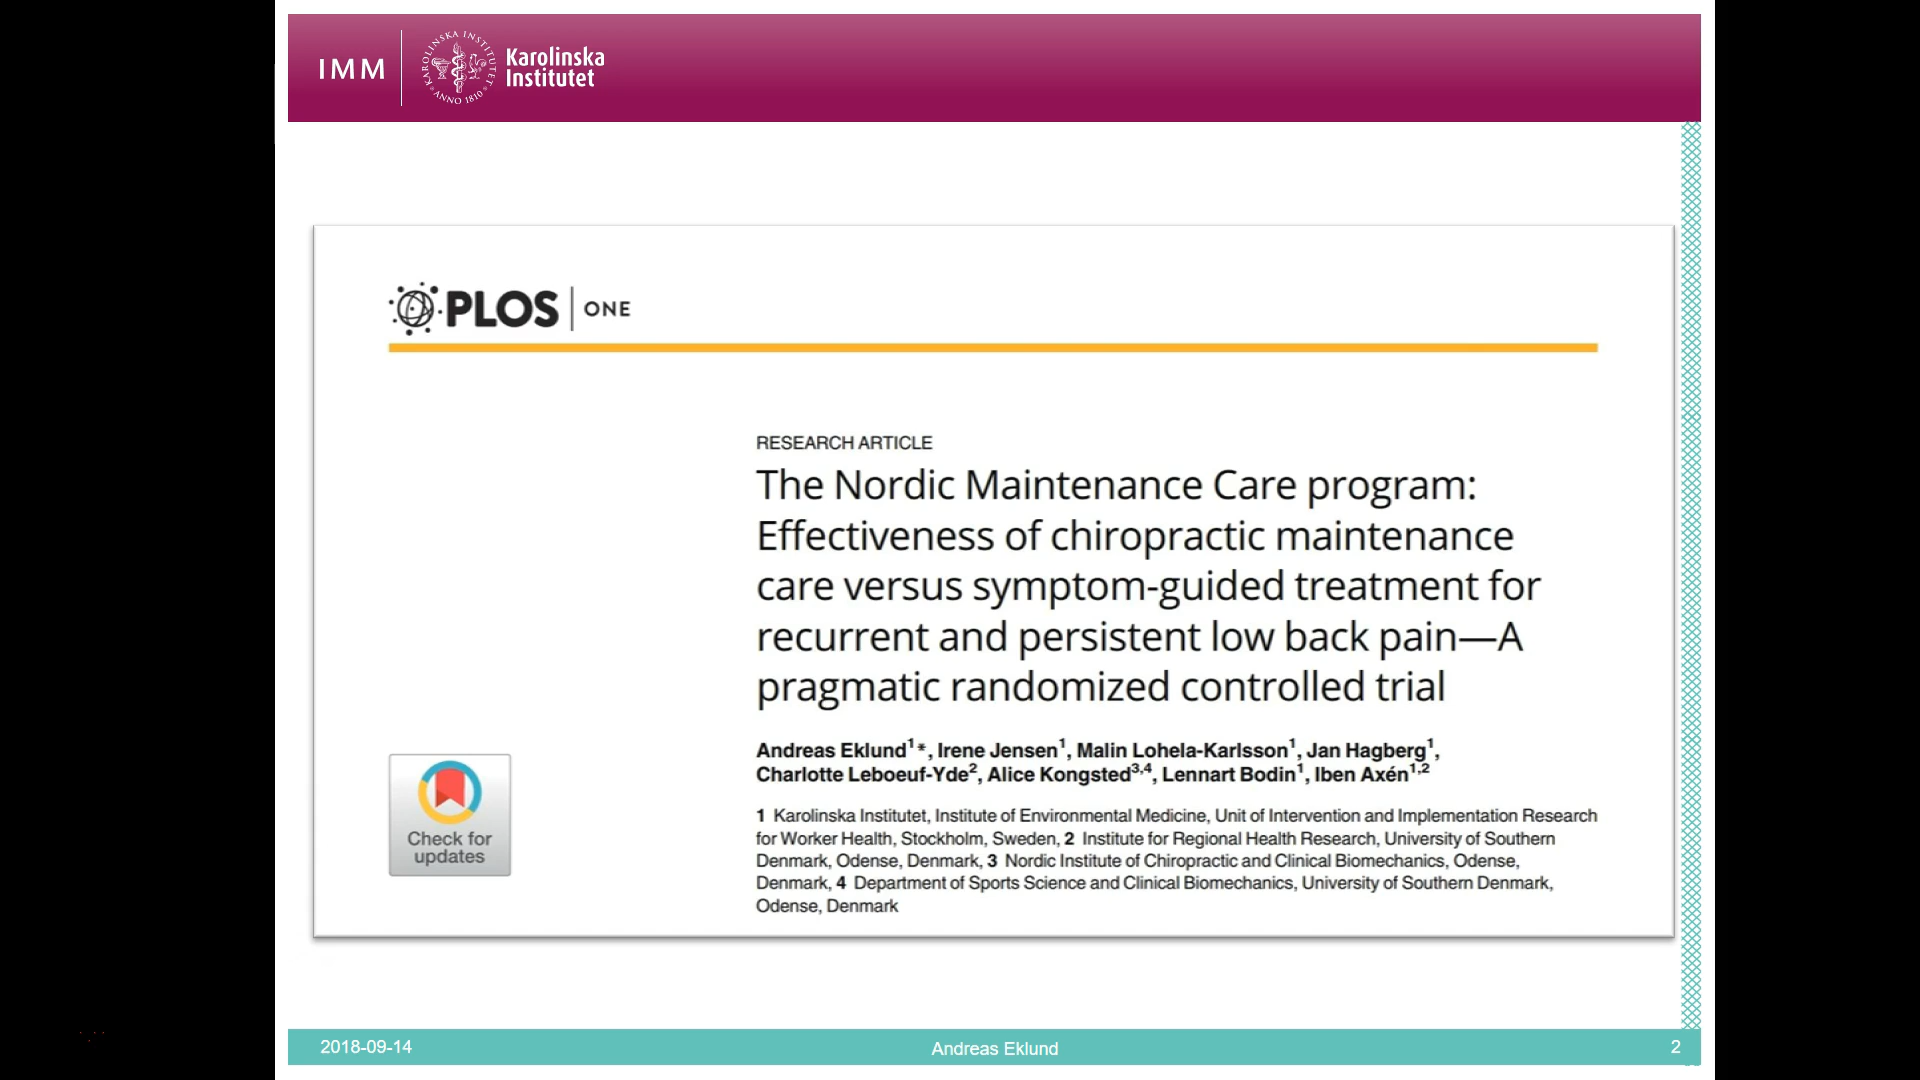 IMM
KAROLINSKA INSTITUTET
ANNO 1810
Karolinska
Institutet
PLOS ONE
RESEARCH ARTICLE
The Nordic Maintenance Care program:
Effectiveness of chiropractic maintenance
care versus symptom-guided treatment for
recurrent and persistent low back pain—A
pragmatic randomized controlled trial
Andreas Eklund1*, Irene Jensen1, Malin Lohela-Karlsson1, Jan Hagberg1,
Charlotte Leboeuf-Yde2, Alice Kongsted3,4, Lennart Bodin1, Iben Axén1,2
1 Karolinska Institutet, Institute of Environmental Medicine, Unit of Intervention and Implementation Research
for Worker Health, Stockholm, Sweden, 2 Institute for Regional Health Research, University of Southern
Denmark, Odense, Denmark, 3 Nordic Institute of Chiropractic and Clinical Biomechanics, Odense,
Denmark, 4 Department of Sports Science and Clinical Biomechanics, University of Southern Denmark,
Odense, Denmark
Check for
updates
2018-09-14
Andreas Eklund
2